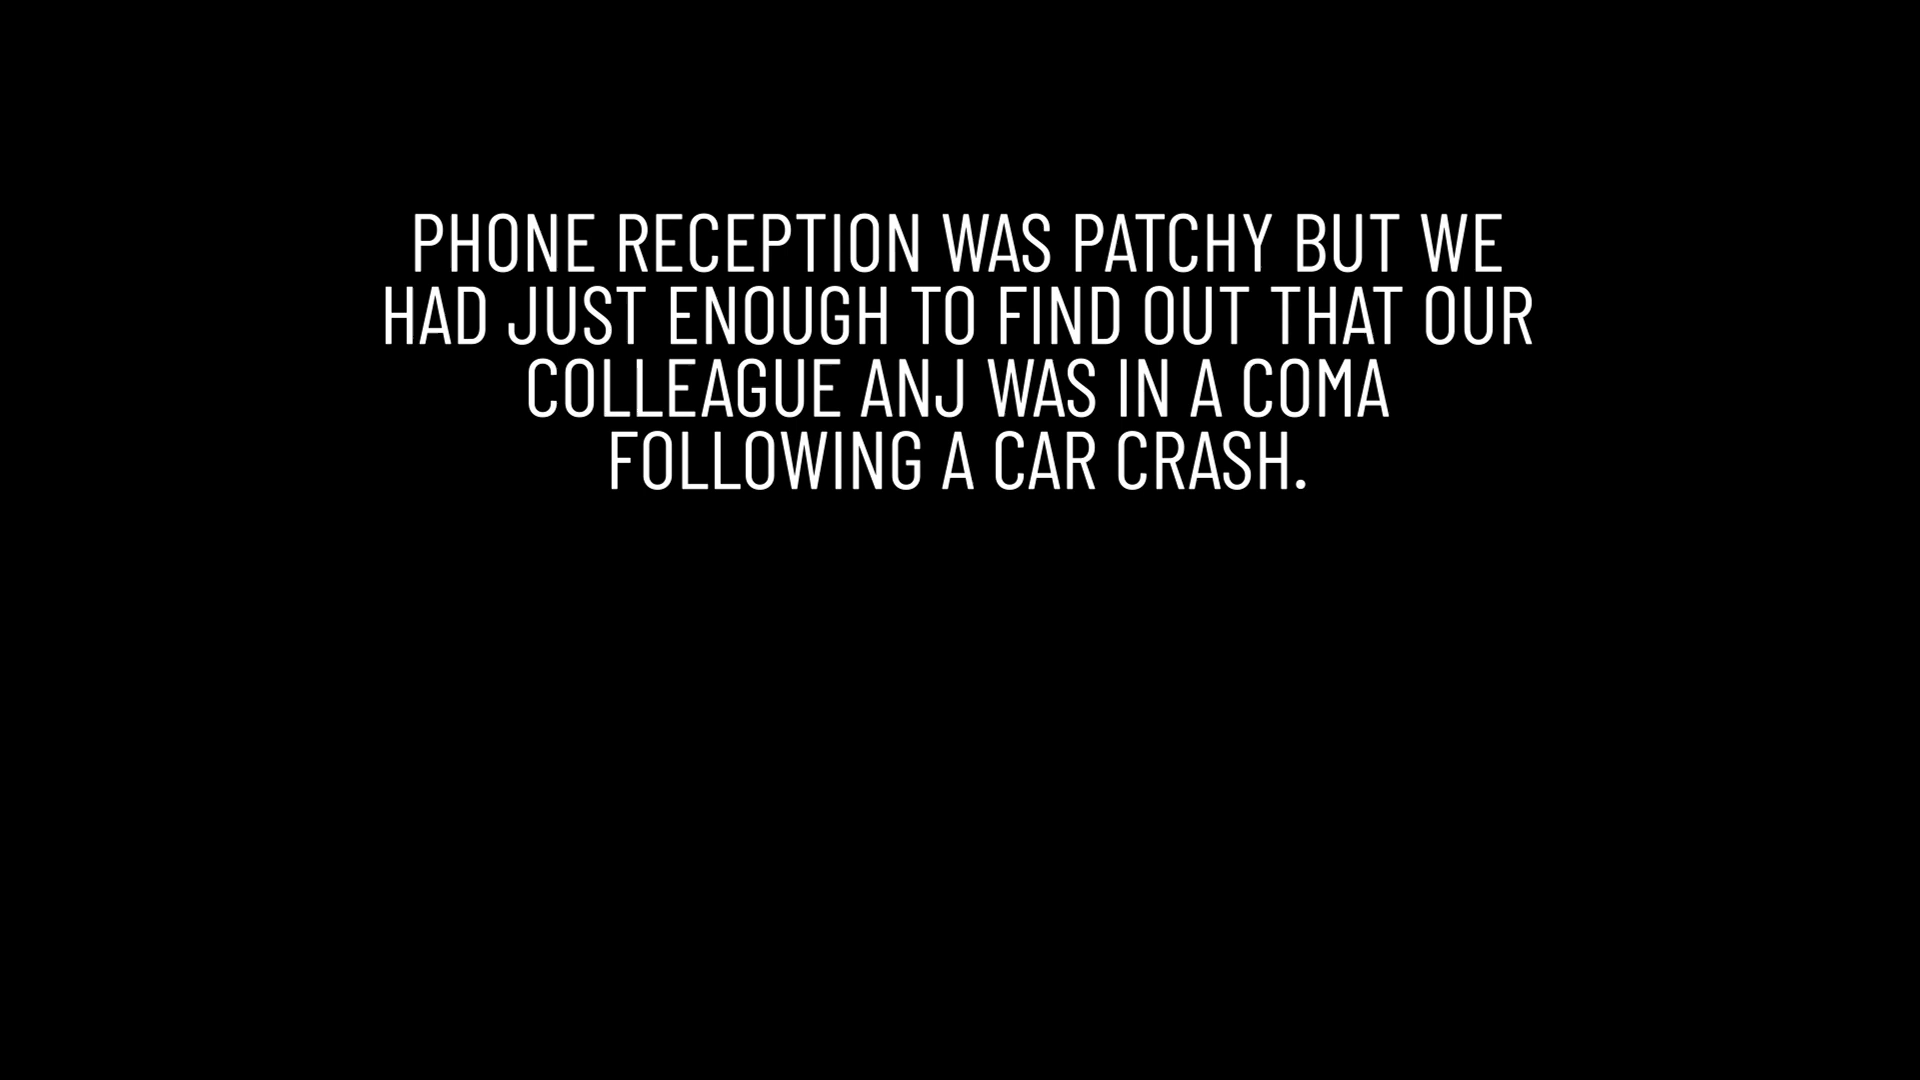 PHONE RECEPTION WAS PATCHY BUT WE
HAD JUST ENOUGH TO FIND OUT THAT OUR
COLLEAGUE ANJ WAS IN A COMA
FOLLOWING A CAR CRASH.